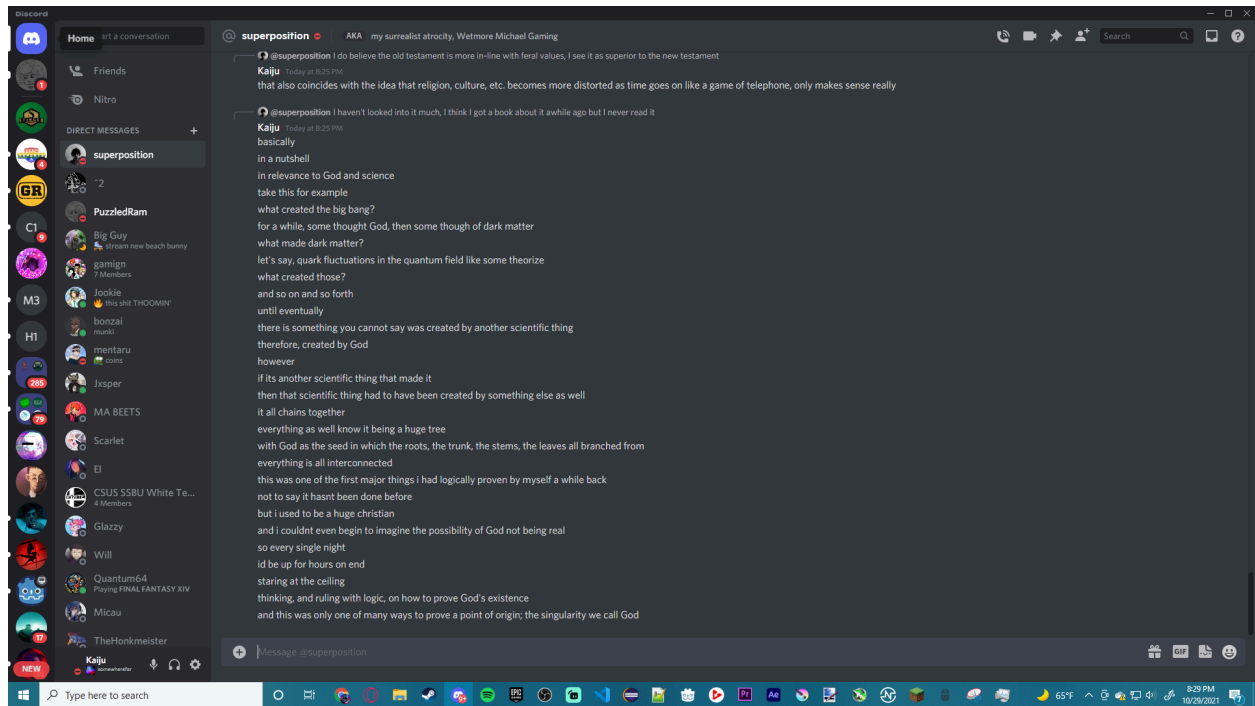 Discord
Home
art a conversation
superposition
AKA my surrealist atrocity, Wetmore Michael Gaming
Search
Friends
Nitro
DIRECT MESSAGES
superposition
ˆ2
PuzzledRam
Big Guy
stream new beach bunny
gamign
7 Members
Jookie
this shit THOOMIN'
bonzai
munki
mentaru
coins
Jxsper
MA BEETS
Scarlet
El
CSUS SSBU White Te...
4 Members
Glazzy
Will
Quantum64
Playing FINAL FANTASY XIV
Micau
TheHonkmeister
Kaiju
somewherefar
1
4
GR
C1
9
M3
H1
285
79
17
NEW
@superposition I do believe the old testament is more in-line with feral values, I see it as superior to the new testament
Kaiju Today at 8:25 PM
that also coincides with the idea that religion, culture, etc. becomes more distorted as time goes on like a game of telephone, only makes sense really
@superposition I haven't looked into it much, I think I got a book about it awhile ago but I never read it
Kaiju Today at 8:25 PM
basically
in a nutshell
in relevance to God and science
take this for example
what created the big bang?
for a while, some thought God, then some though of dark matter
what made dark matter?
let's say, quark fluctuations in the quantum field like some theorize
what created those?
and so on and so forth
until eventually
there is something you cannot say was created by another scientific thing
therefore, created by God
however
if its another scientific thing that made it
then that scientific thing had to have been created by something else as well
it all chains together
everything as well know it being a huge tree
with God as the seed in which the roots, the trunk, the stems, the leaves all branched from
everything is all interconnected
this was one of the first major things i had logically proven by myself a while back
not to say it hasnt been done before
but i used to be a huge christian
and i couldnt even begin to imagine the possibility of God not being real
so every single night
id be up for hours on end
staring at the ceiling
thinking, and ruling with logic, on how to prove God's existence
and this was only one of many ways to prove a point of origin; the singularity we call God
Message @superposition
GIF
Type here to search
EPIC
Pr
Ae
65°F
8:29 PM
10/29/2021